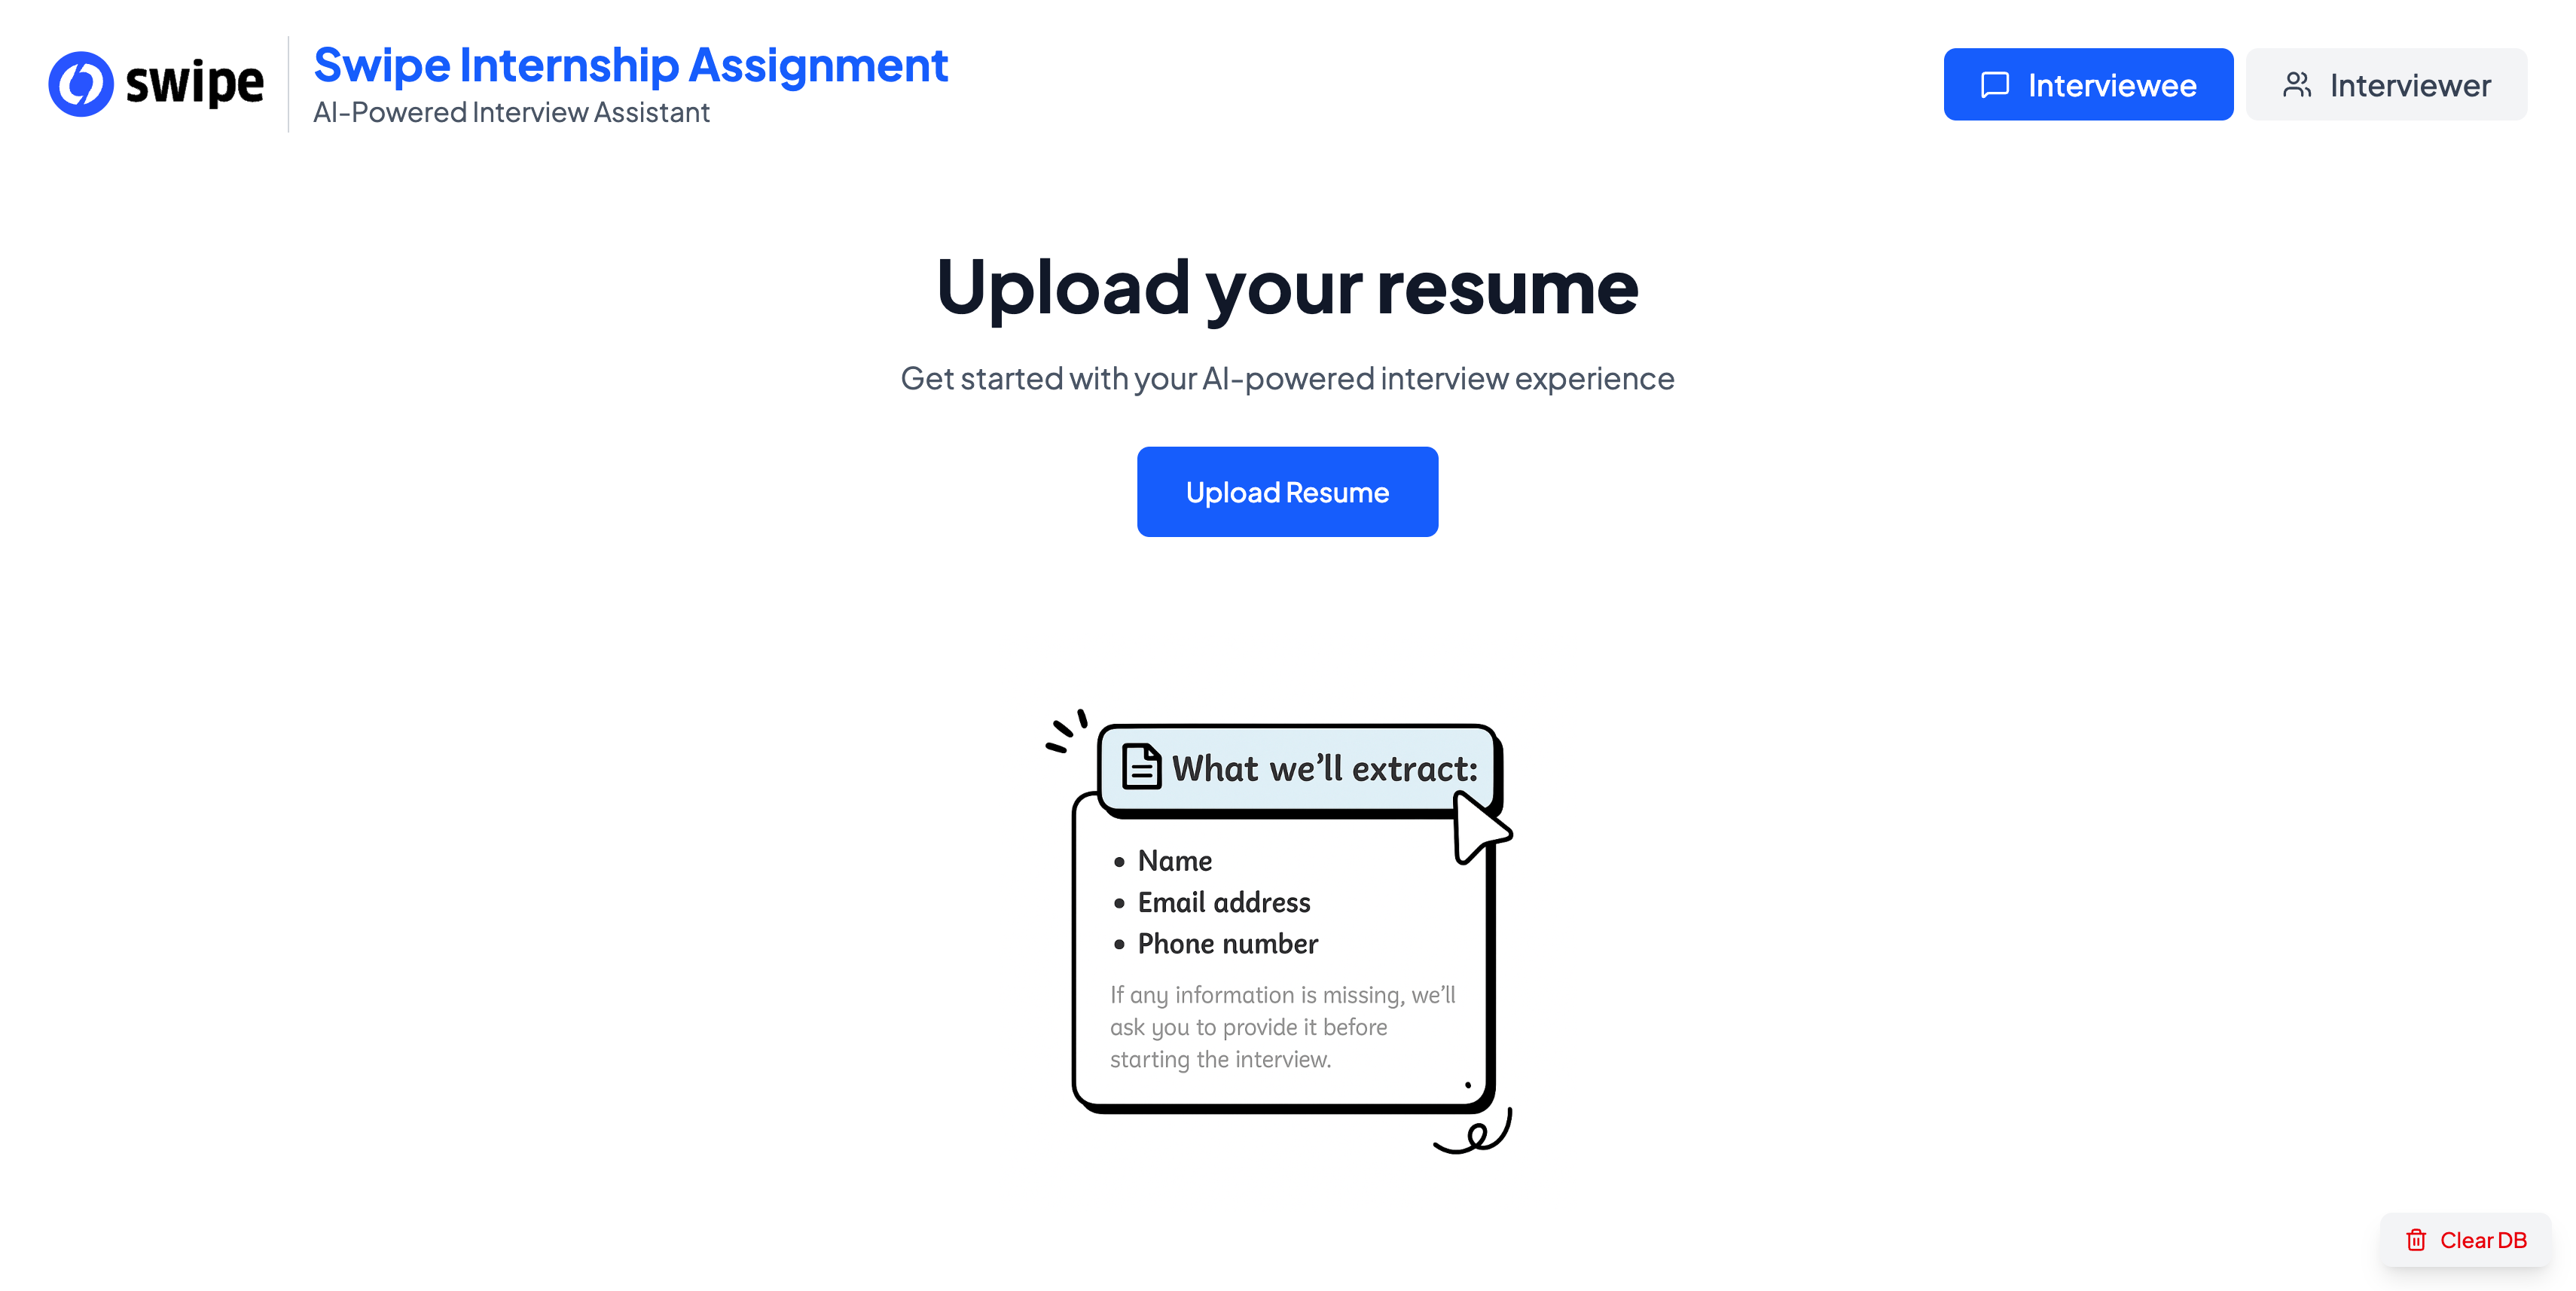 swipe
Swipe Internship Assignment
AI-Powered Interview Assistant
Interviewee
Interviewer
Upload your resume
Get started with your AI-powered interview experience
Upload Resume
What we’ll extract:
• Name
• Email address
• Phone number
If any information is missing, we’ll
ask you to provide it before
starting the interview.
Clear DB